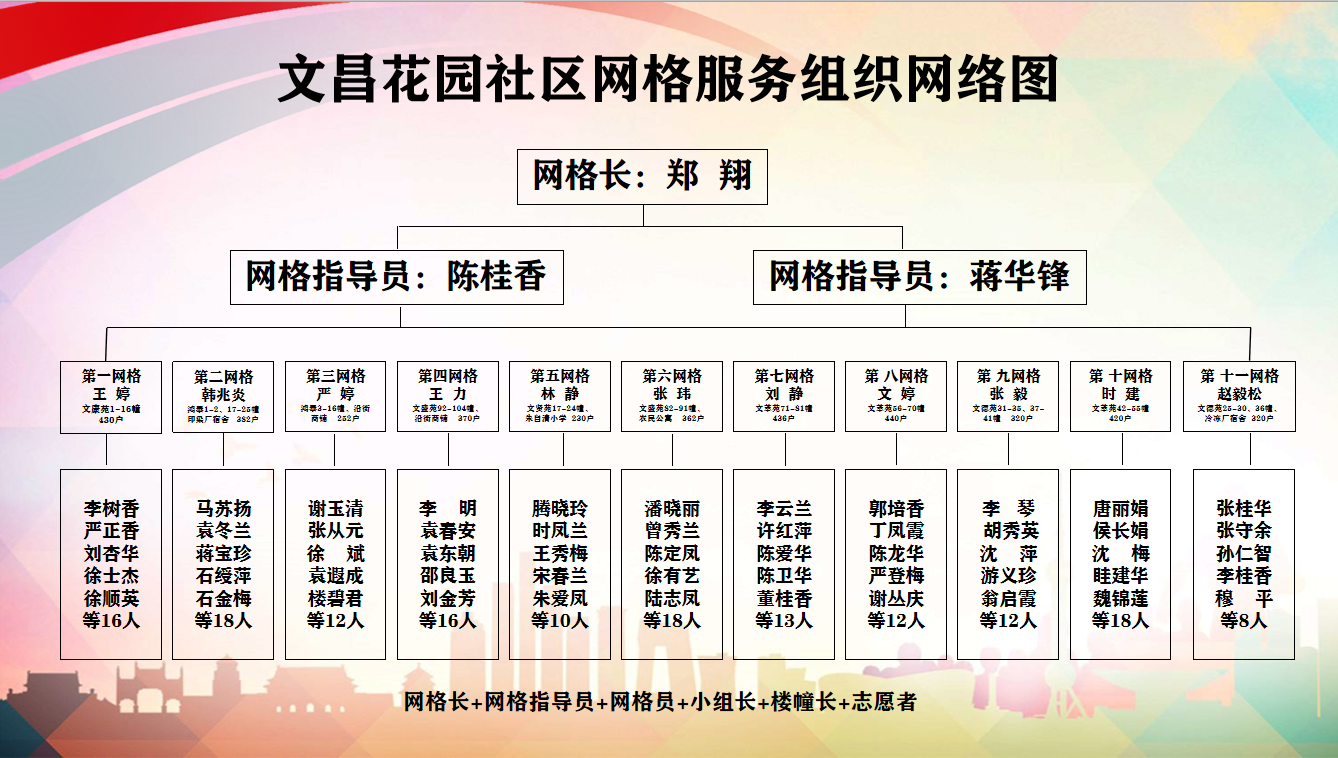 文昌花园社区网格服务组织网络图
网格长：郑 翔
网格指导员：陈桂香
网格指导员：蒋华锋
第一网格
王 婷
文康苑1-16幢
430户
第二网格
韩兆炎
鸿泰1-2、17-25幢
印染厂宿舍 382户
第三网格
严 婷
鸿泰3-16幢、沿街
商铺 252户
第四网格
王 力
文盛苑92-104幢、
沿街商铺 370户
第五网格
林 静
文贤苑17-24幢、
朱自清小学 230户
第六网格
张 玮
文盛苑82-91幢、
农民公寓 362户
第七网格
刘 静
文萃苑71-81幢
436户
第 八网格
文 婷
文萃苑56-70幢
440户
第 九网格
张 毅
文德苑31-35、37-
41幢 320户
第 十网格
时 建
文萃苑42-55幢
420户
第 十一网格
赵毅松
文德苑25-30、36幢、
冷冻厂宿舍 320户
李树香
严正香
刘杏华
徐士杰
徐顺英
等16人
马苏扬
袁冬兰
蒋宝珍
石绶萍
石金梅
等18人
谢玉清
张从元
徐 斌
袁遐成
楼碧君
等12人
李 明
袁春安
袁东朝
邵良玉
刘金芳
等16人
腾晓玲
时凤兰
王秀梅
宋春兰
朱爱凤
等10人
潘晓丽
曾秀兰
陈定凤
徐有艺
陆志凤
等18人
李云兰
许红萍
陈爱华
陈卫华
董桂香
等13人
郭培香
丁凤霞
陈龙华
严登梅
谢丛庆
等12人
李 琴
胡秀英
沈 萍
游义珍
翁启霞
等12人
唐丽娟
侯长娟
沈 梅
眭建华
魏锦莲
等18人
张桂华
张守余
孙仁智
李桂香
穆 平
等8人
网格长+网格指导员+网格员+小组长+楼幢长+志愿者